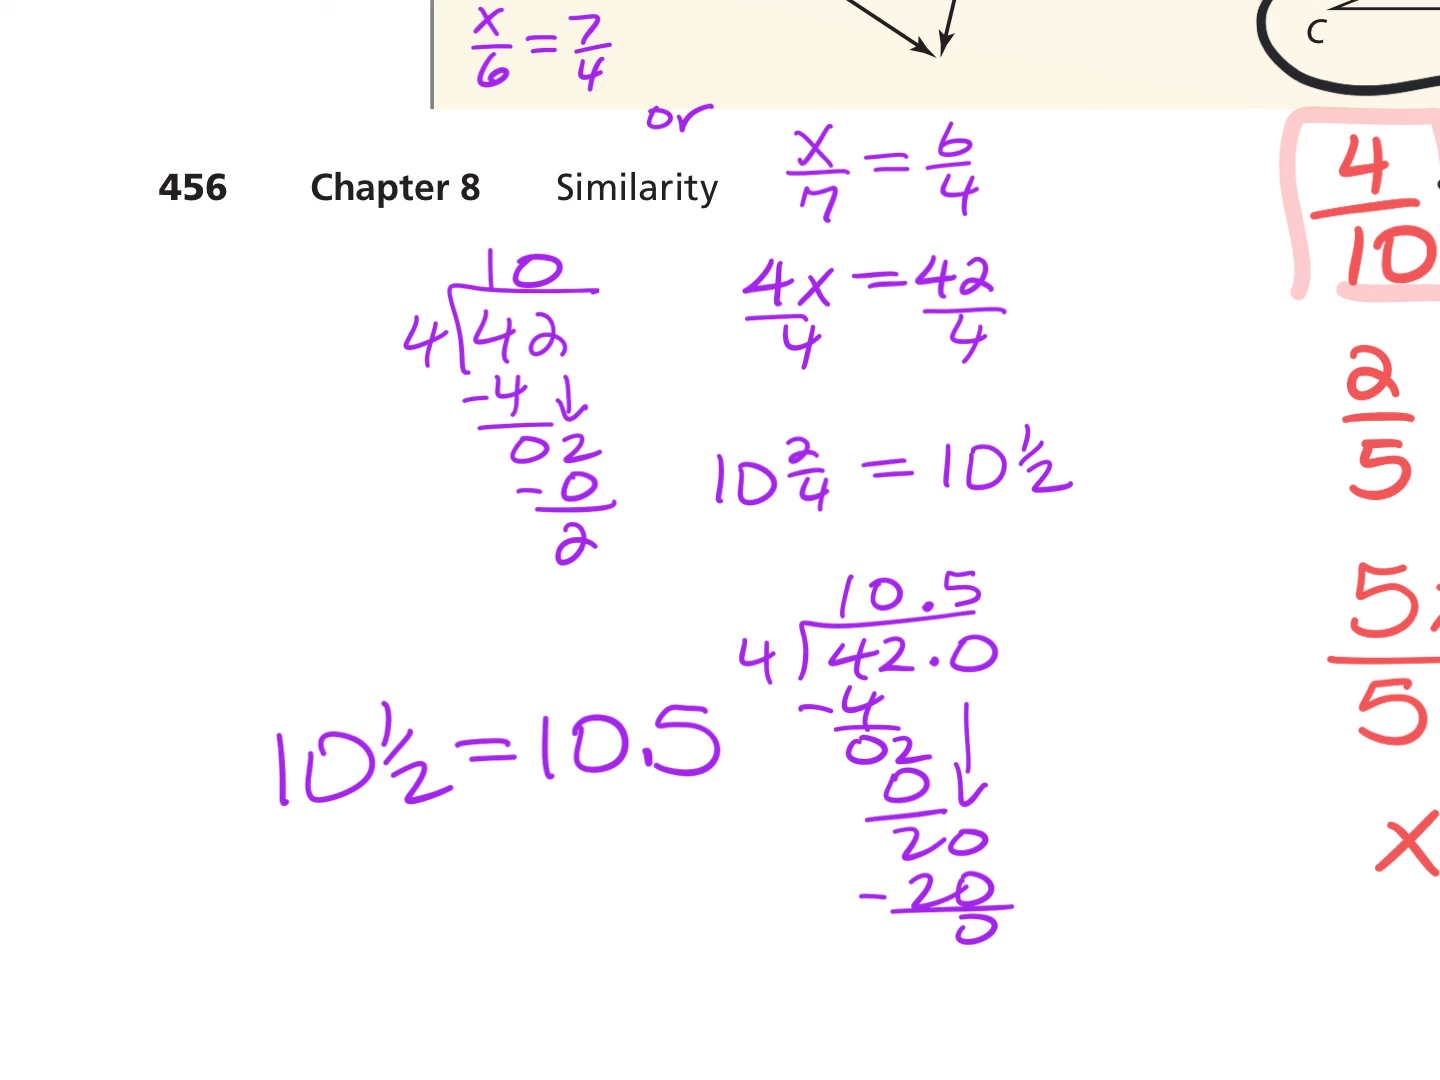 x/6 = 7/4
C
or
x/7 = 6/4
456 Chapter 8 Similarity
4/10
10
4 42
-4
02
-0
2
4x/4 = 42/4
10 2/4 = 10 1/2
2/5
10.5
4 42.0
-4
02
0
20
-20
0
10 1/2 = 10.5
5
5
x